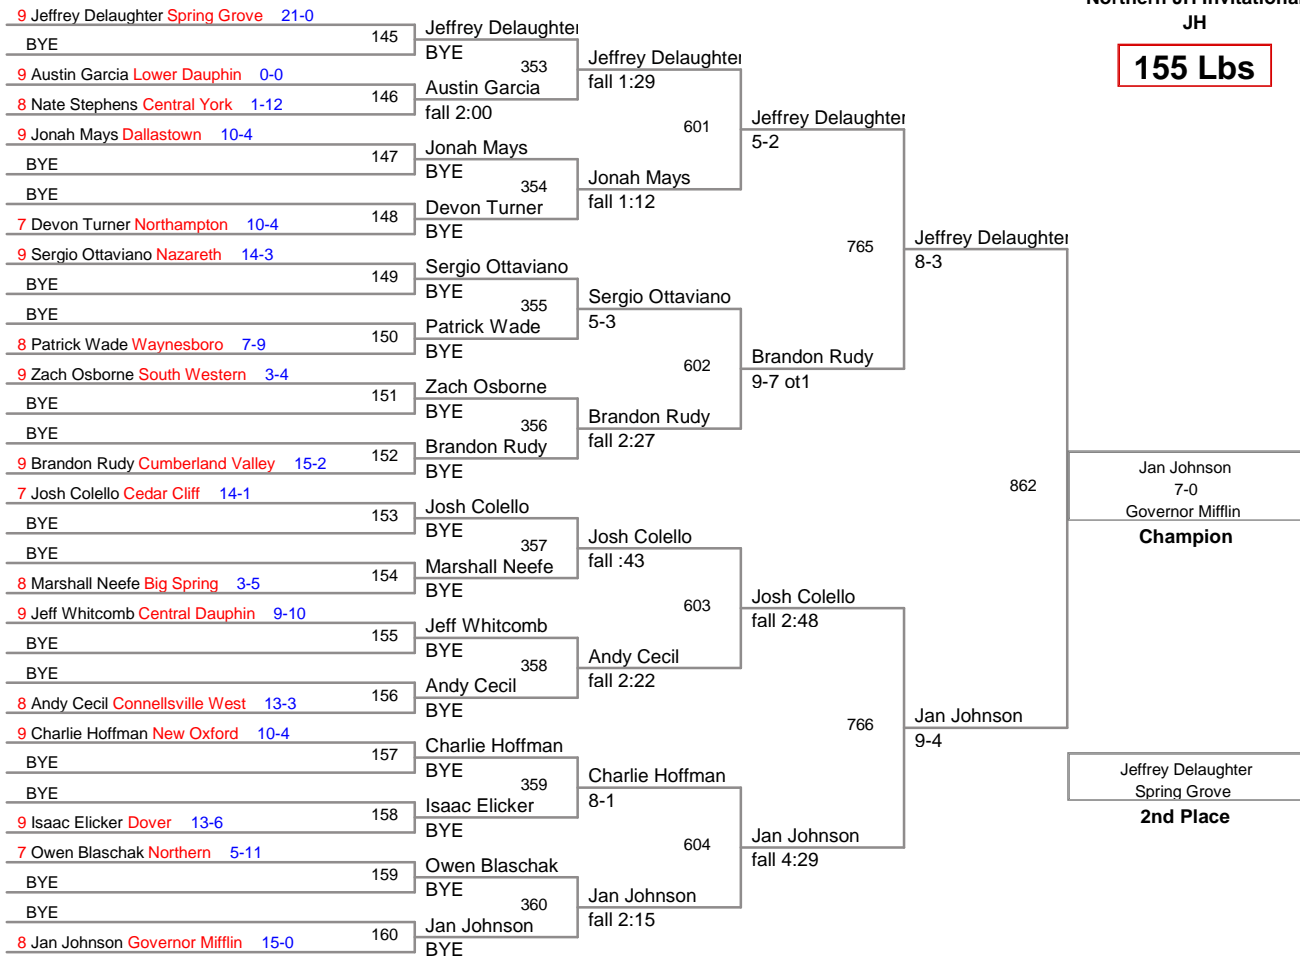 Northern JH Invitational
JH
155 Lbs
9 Jeffrey Delaughter Spring Grove 21-0
BYE
9 Austin Garcia Lower Dauphin 0-0
8 Nate Stephens Central York 1-12
9 Jonah Mays Dallastown 10-4
BYE
BYE
7 Devon Turner Northampton 10-4
9 Sergio Ottaviano Nazareth 14-3
BYE
BYE
8 Patrick Wade Waynesboro 7-9
9 Zach Osborne South Western 3-4
BYE
BYE
9 Brandon Rudy Cumberland Valley 15-2
7 Josh Colello Cedar Cliff 14-1
BYE
BYE
8 Marshall Neefe Big Spring 3-5
9 Jeff Whitcomb Central Dauphin 9-10
BYE
BYE
8 Andy Cecil Connellsville West 13-3
9 Charlie Hoffman New Oxford 10-4
BYE
BYE
9 Isaac Elicker Dover 13-6
7 Owen Blaschak Northern 5-11
BYE
BYE
8 Jan Johnson Governor Mifflin 15-0
145
146
147
148
149
150
151
152
153
154
155
156
157
158
159
160
Jeffrey Delaughter
BYE
Austin Garcia
fall 2:00
Jonah Mays
BYE
Devon Turner
BYE
Sergio Ottaviano
BYE
Patrick Wade
BYE
Zach Osborne
BYE
Brandon Rudy
BYE
Josh Colello
BYE
Marshall Neefe
BYE
Jeff Whitcomb
BYE
Andy Cecil
BYE
Charlie Hoffman
BYE
Isaac Elicker
BYE
Owen Blaschak
BYE
Jan Johnson
BYE
353
354
355
356
357
358
359
360
Jeffrey Delaughter
fall 1:29
Jonah Mays
fall 1:12
Sergio Ottaviano
5-3
Brandon Rudy
fall 2:27
Josh Colello
fall :43
Andy Cecil
fall 2:22
Charlie Hoffman
8-1
Jan Johnson
fall 2:15
601
602
603
604
Jeffrey Delaughter
5-2
Brandon Rudy
9-7 ot1
Josh Colello
fall 2:48
Jan Johnson
fall 4:29
765
766
Jeffrey Delaughter
8-3
Jan Johnson
9-4
862
Jan Johnson
7-0
Governor Mifflin
Champion
Jeffrey Delaughter
Spring Grove
2nd Place